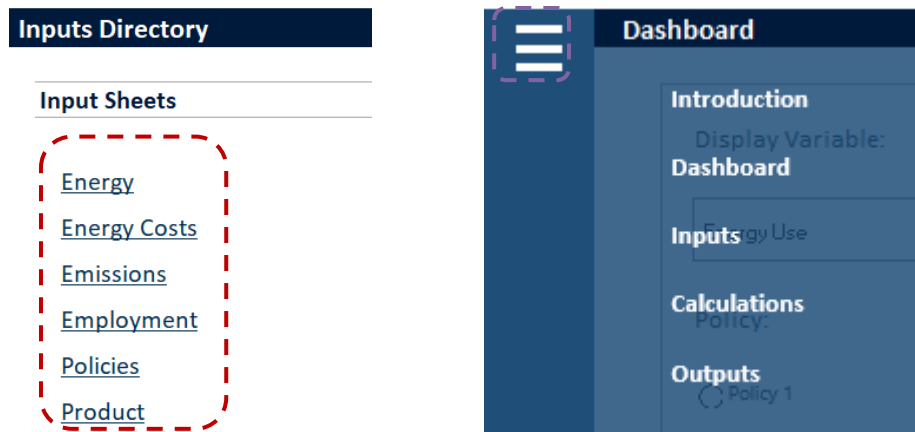 Inputs Directory
Input Sheets
Energy
Energy Costs
Emissions
Employment
Policies
Product
Dashboard
Introduction
Display Variable:
Dashboard
Inputs
Energy Use
Calculations
Policy:
Outputs
Policy 1